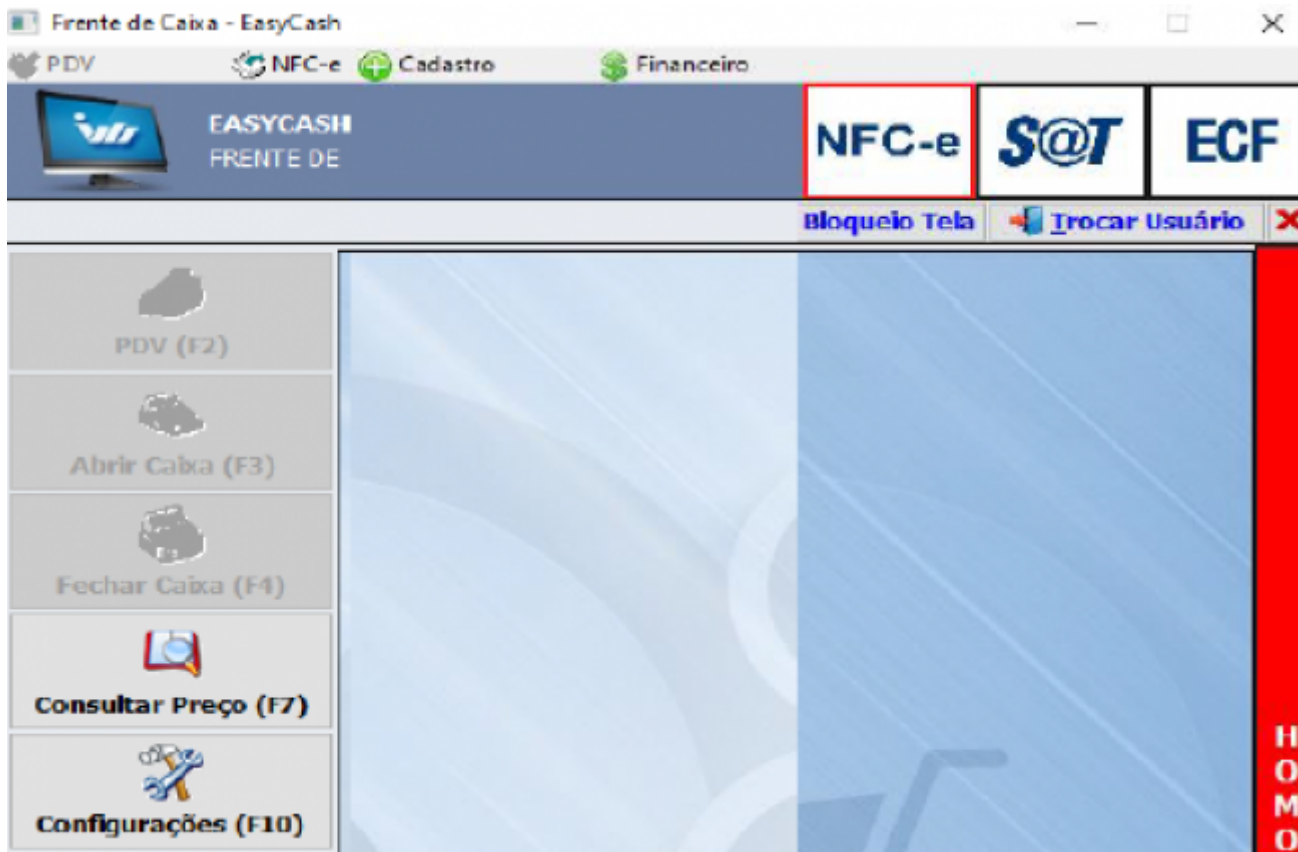 Frente de Caixa - EasyCash
PDV NFC-e Cadastro Financeiro
EASYCASH
FRENTE DE
NFC-e S@T ECF
Bloqueio Tela Trocar Usuário
PDV (F2)
Abrir Caixa (F3)
Fechar Caixa (F4)
Consultar Preço (F7)
Configurações (F10)
H
O
M
O